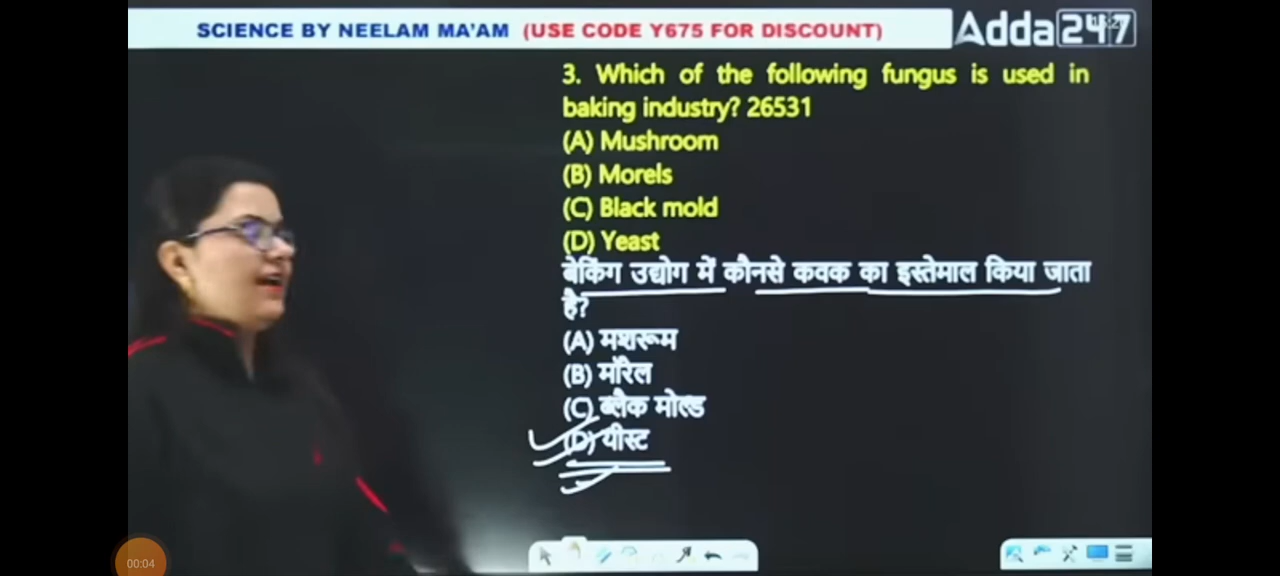 SCIENCE BY NEELAM MA'AM (USE CODE Y675 FOR DISCOUNT)
Adda247
3. Which of the following fungus is used in
baking industry? 26531
(A) Mushroom
(B) Morels
(C) Black mold
(D) Yeast
बेकिंग उद्योग में कौनसे कवक का इस्तेमाल किया जाता
है?
(A) मशरूम
(B) मॉरेल
(C) ब्लैक मोल्ड
(D) यीस्ट
00:04